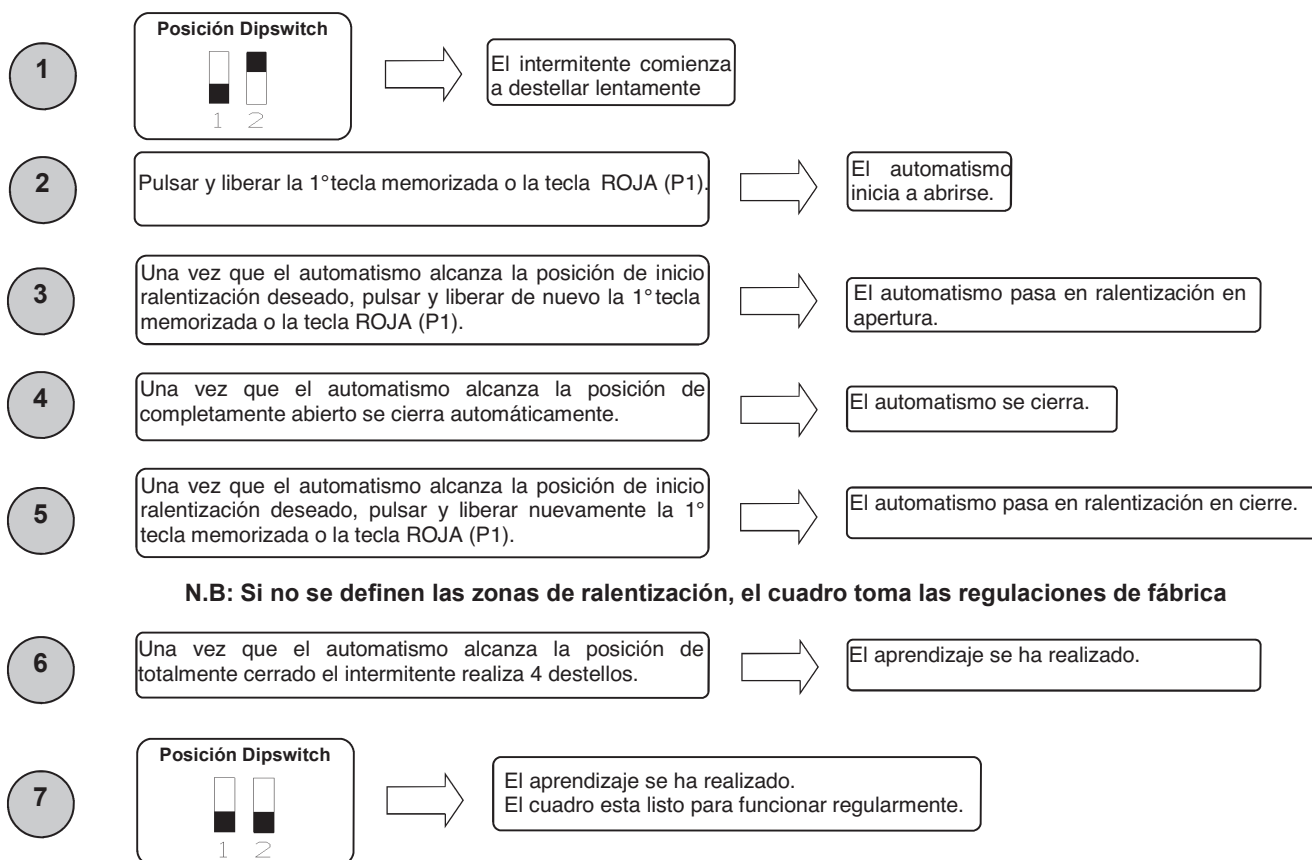 1
Posición Dipswitch
1 2
El intermitente comienza
a destellar lentamente
2
Pulsar y liberar la 1° tecla memorizada o la tecla ROJA (P1).
El automatismo
inicia a abrirse.
3
Una vez que el automatismo alcanza la posición de inicio
ralentización deseado, pulsar y liberar de nuevo la 1° tecla
memorizada o la tecla ROJA (P1).
El automatismo pasa en ralentización en
apertura.
4
Una vez que el automatismo alcanza la posición de
completamente abierto se cierra automáticamente.
El automatismo se cierra.
5
Una vez que el automatismo alcanza la posición de inicio
ralentización deseado, pulsar y liberar nuevamente la 1°
tecla memorizada o la tecla ROJA (P1).
El automatismo pasa en ralentización en cierre.
N.B: Si no se definen las zonas de ralentización, el cuadro toma las regulaciones de fábrica
6
Una vez que el automatismo alcanza la posición de
totalmente cerrado el intermitente realiza 4 destellos.
El aprendizaje se ha realizado.
7
Posición Dipswitch
1 2
El aprendizaje se ha realizado.
El cuadro esta listo para funcionar regularmente.